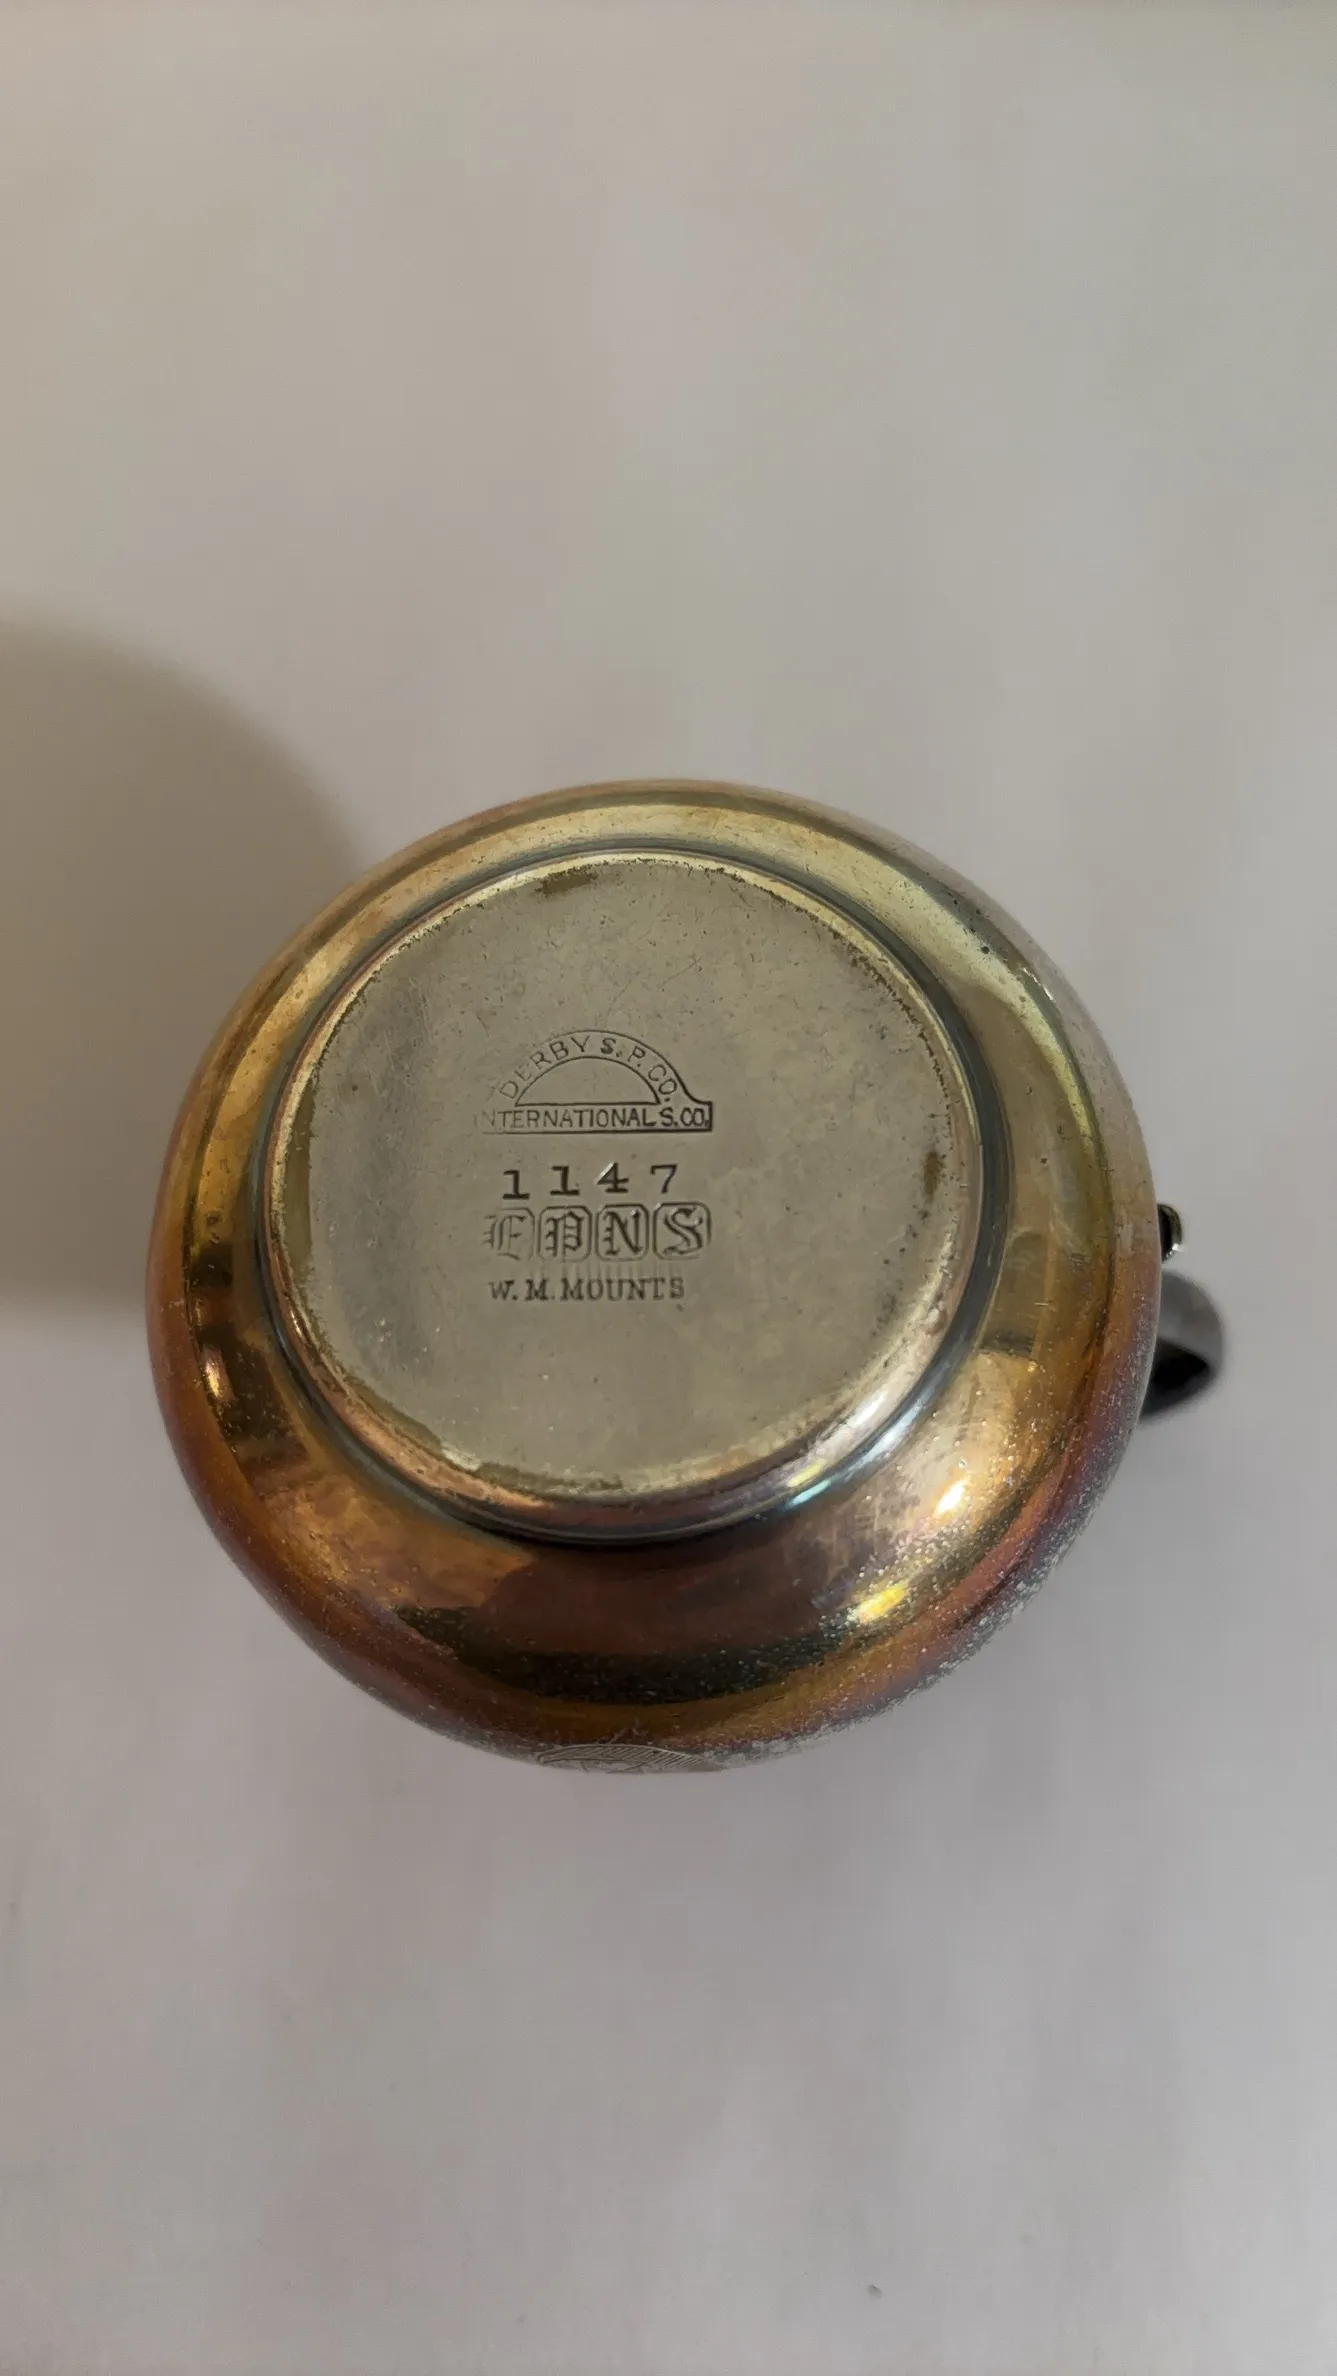 DERBY S.P.CO.
INTERNATIONAL S.CO.
1147
EPNS
W.M.MOUNTS